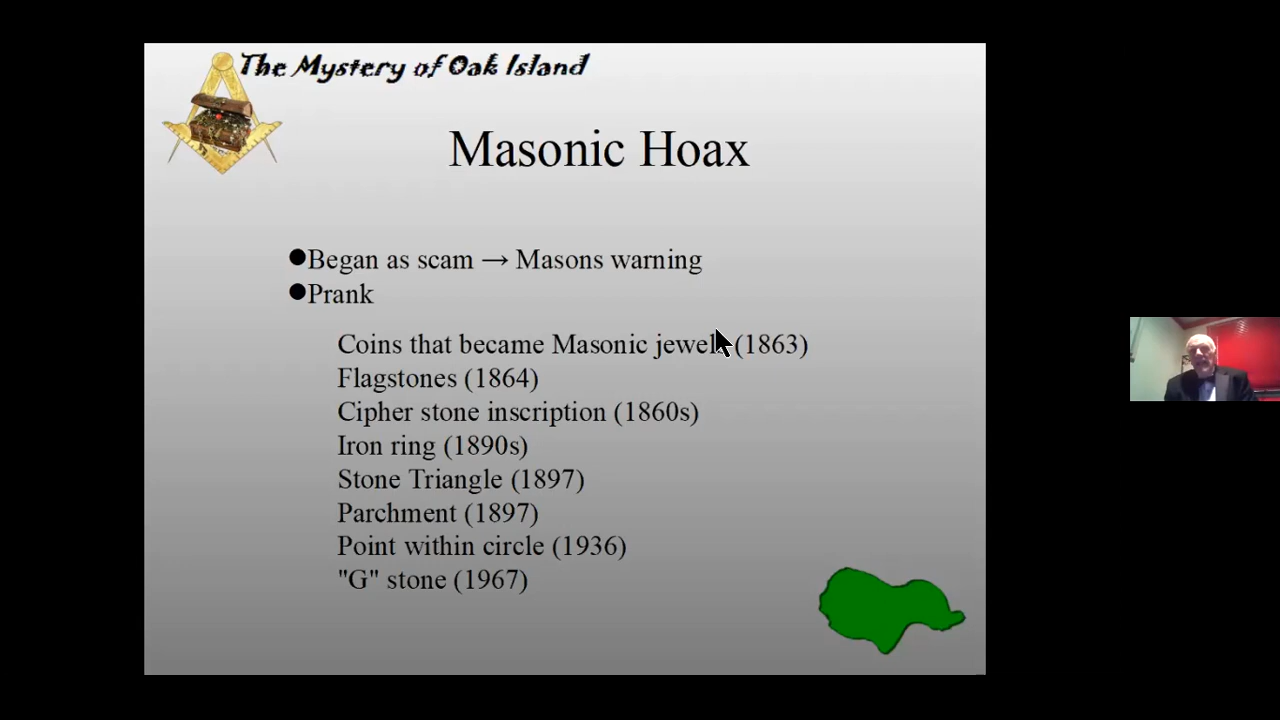 The Mystery of Oak Island
Masonic Hoax
●Began as scam → Masons warning
●Prank
Coins that became Masonic jewels (1863)
Flagstones (1864)
Cipher stone inscription (1860s)
Iron ring (1890s)
Stone Triangle (1897)
Parchment (1897)
Point within circle (1936)
"G" stone (1967)